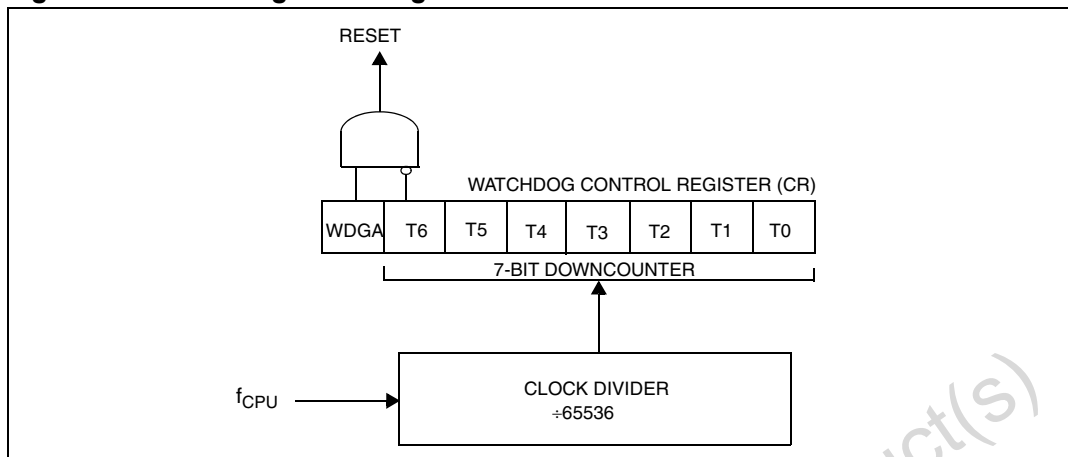 RESET
WATCHDOG CONTROL REGISTER (CR)
WDGA T6 T5 T4 T3 T2 T1 T0
7-BIT DOWNCOUNTER
fCPU
CLOCK DIVIDER
÷65536